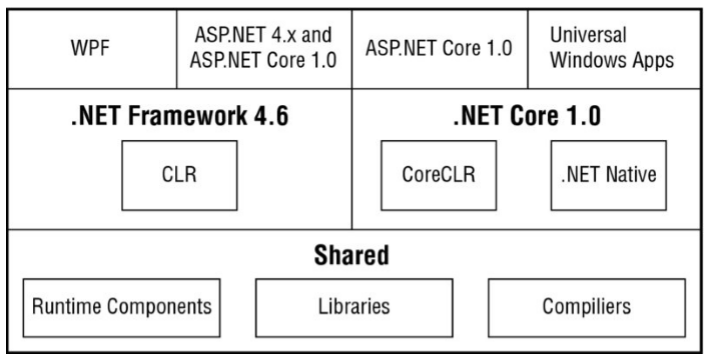 WPF
ASP.NET 4.x and
ASP.NET Core 1.0
ASP.NET Core 1.0
Universal
Windows Apps
.NET Framework 4.6
.NET Core 1.0
CLR
CoreCLR
.NET Native
Shared
Runtime Components
Libraries
Compiliers